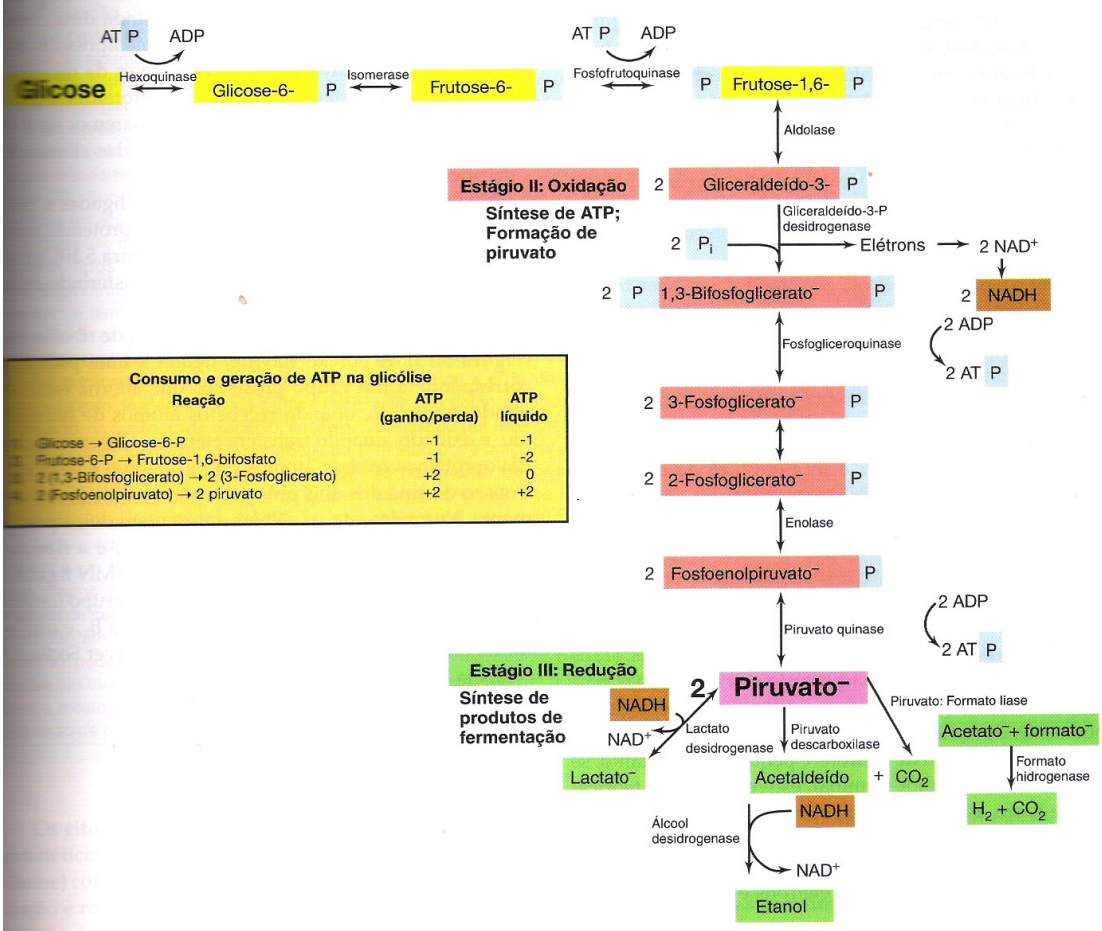 ATP ADP
ATP ADP
Glicose
Hexoquinase
Glicose-6- P
Isomerase
Frutose-6- P
Fosfofrutoquinase
P Frutose-1,6- P
Aldolase
Estágio II: Oxidação
2 Gliceraldeído-3- P
Síntese de ATP;
Formação de
piruvato
Gliceraldeído-3-P
desidrogenase
2 Pi
Elétrons
2 NAD+
2 P 1,3-Bifosfoglicerato– P
2 NADH
2 ADP
2 ATP
Fosfogliceroquinase
Consumo e geração de ATP na glicólise
Reação ATP (ganho/perda) ATP líquido
Glicose → Glicose-6-P -1 -1
Frutose-6-P → Frutose-1,6-bifosfato -1 -2
2 (1,3-Bifosfoglicerato) → 2 (3-Fosfoglicerato) +2 0
2 (Fosfoenolpiruvato) → 2 piruvato +2 +2
2 3-Fosfoglicerato– P
2 2-Fosfoglicerato– P
Enolase
2 Fosfoenolpiruvato– P
2 ADP
2 ATP
Piruvato quinase
Estágio III: Redução
2 Piruvato–
Síntese de
produtos de
fermentação
NADH
NAD+
Lactato
desidrogenase
Piruvato
descarboxilase
Piruvato: Formato liase
Acetato–+ formato–
Lactato–
Acetaldeído + CO2
Formato
hidrogenase
H2 + CO2
NADH
Álcool
desidrogenase
NAD+
Etanol